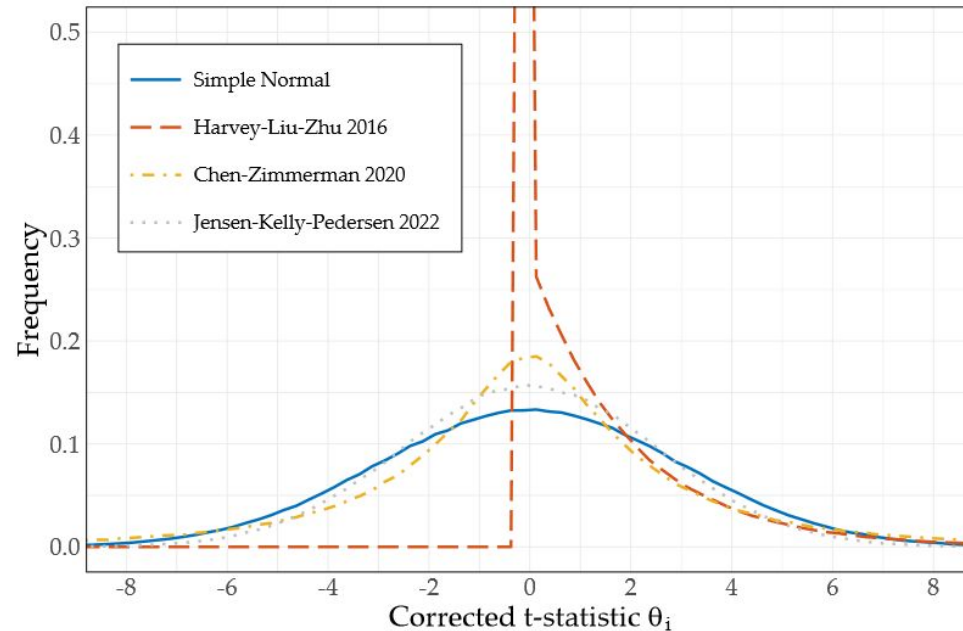 0.5
0.4
0.3
0.2
0.1
0.0
Frequency
Simple Normal
Harvey-Liu-Zhu 2016
Chen-Zimmerman 2020
Jensen-Kelly-Pedersen 2022
-8 -6 -4 -2 0 2 4 6 8
Corrected t-statistic θi